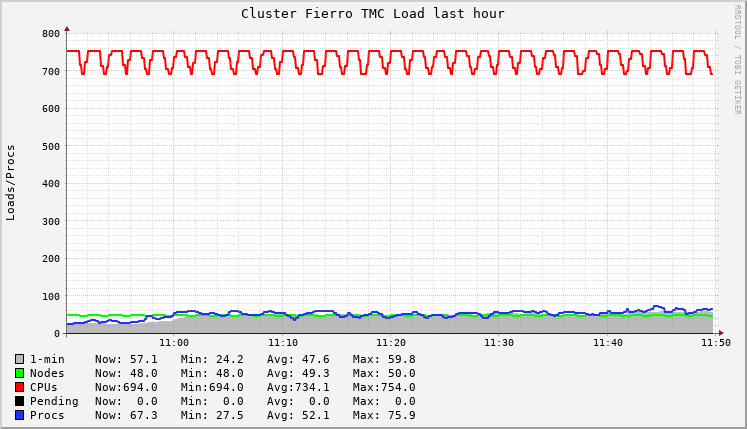 Cluster Fierro TMC Load last hour
RRDTOOL / TOBI OETIKER
Loads/Procs
800
700
600
500
400
300
200
100
0
11:00 11:10 11:20 11:30 11:40 11:50
1-min Now: 57.1 Min: 24.2 Avg: 47.6 Max: 59.8
Nodes Now: 48.0 Min: 48.0 Avg: 49.3 Max: 50.0
CPUs Now:694.0 Min:694.0 Avg:734.1 Max:754.0
Pending Now: 0.0 Min: 0.0 Avg: 0.0 Max: 0.0
Procs Now: 67.3 Min: 27.5 Avg: 52.1 Max: 75.9